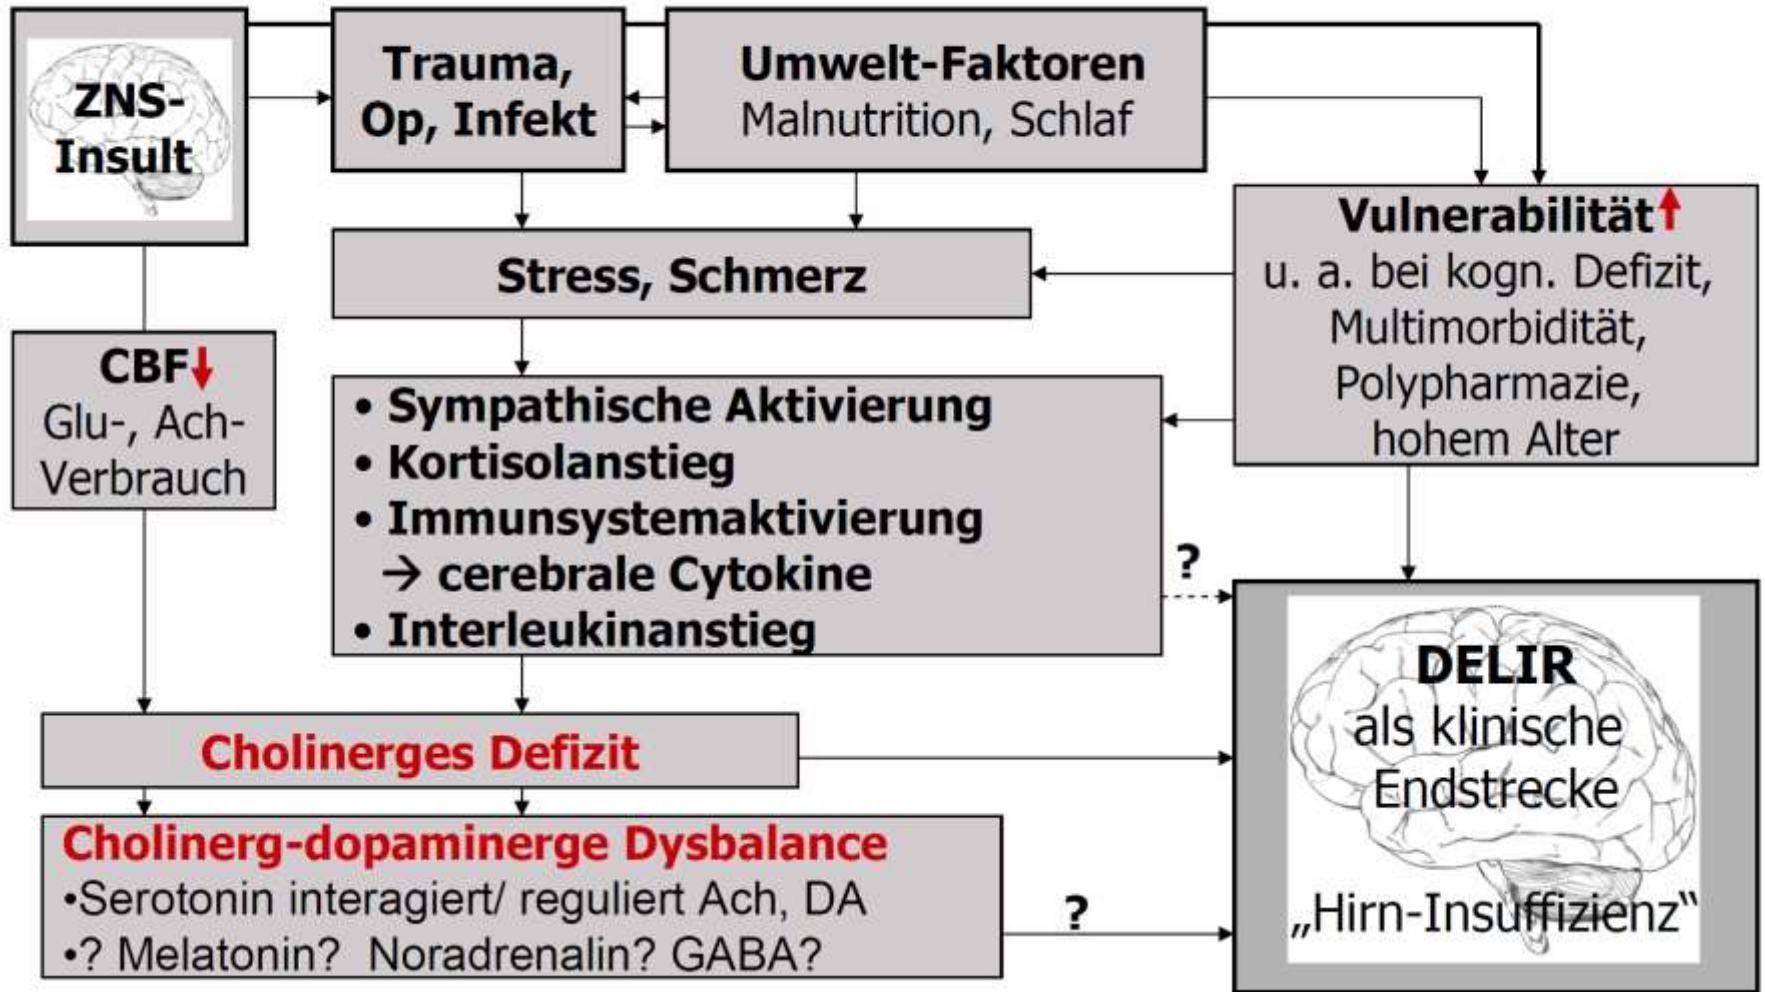 ZNS-
Insult
Trauma,
Op, Infekt
Umwelt-Faktoren
Malnutrition, Schlaf
Vulnerabilität
u. a. bei kogn. Defizit,
Multimorbidität,
Polypharmazie,
hohem Alter
Stress, Schmerz
CBF
Glu-, Ach-
Verbrauch
• Sympathische Aktivierung
• Kortisolanstieg
• Immunsystemaktivierung
→ cerebrale Cytokine
• Interleukinanstieg
?
Cholinerges Defizit
Cholinerg-dopaminerge Dysbalance
•Serotonin interagiert/ reguliert Ach, DA
•? Melatonin? Noradrenalin? GABA?
?
DELIR
als klinische
Endstrecke
„Hirn-Insuffizienz“